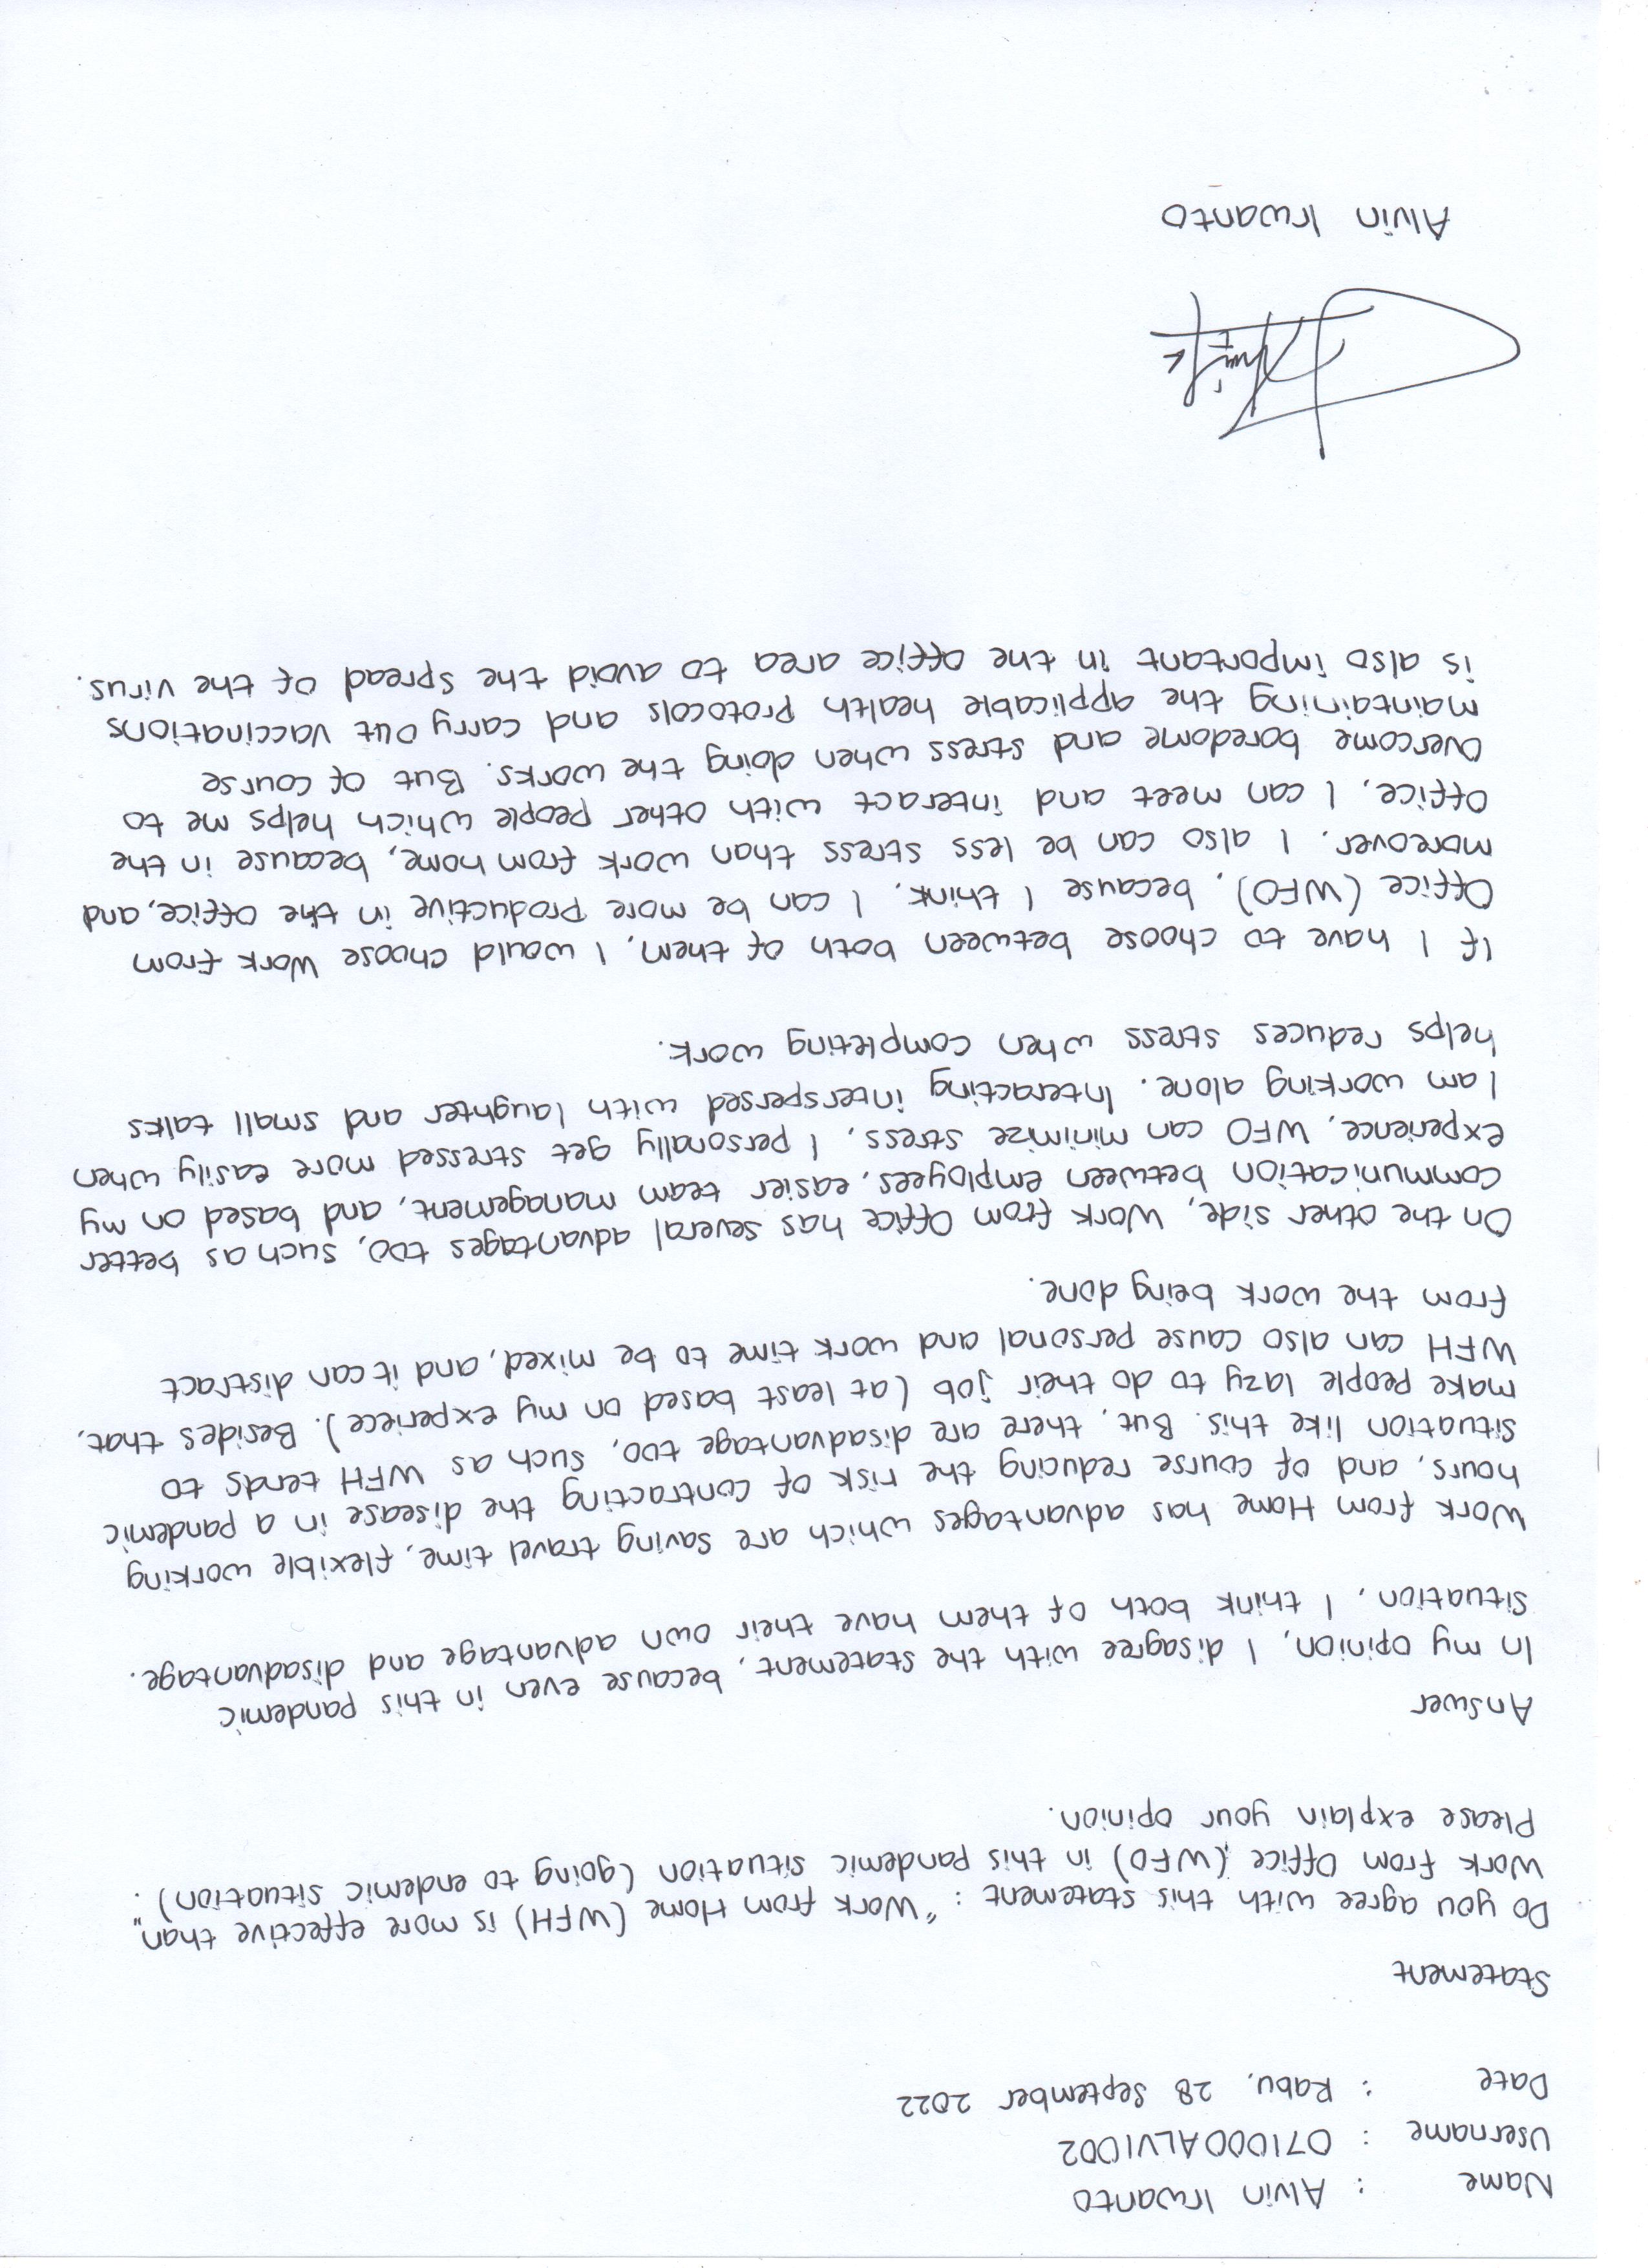 Name : Alvin Irwanto
Username : 071000ALVI002
Date : Rabu, 28 September 2022
Statement
Do you agree with this statement : "Work from Home (WFH) is more effective than
Work from Office (WFO) in this pandemic situation (going to endemic situation)".
Please explain your opinion.
Answer
In my opinion, I disagree with the statement, because even in this pandemic
situation, I think both of them have their own advantage and disadvantage.
Work from Home has advantages which are saving travel time, flexible working
hours, and of course reducing the risk of contracting the disease in a pandemic
situation like this. But, there are disadvantage too, such as WFH tends to
make people lazy to do their job (at least based on my experiece). Besides that,
WFH can also cause personal and work time to be mixed, and it can distract
from the work being done.
On the other side, Work from Office has several advantages too, such as better
communication between employees, easier team management, and based on my
experience, WFO can minimize stress. I personally get stressed more easily when
I am working alone. Interacting interspersed with laughter and small talks
helps reduces stress when completing work.
If I have to choose between both of them, I would choose Work from
Office (WFO), because I think, I can be more productive in the office, and
moreover, I also can be less stress than work from home, because in the
office, I can meet and interact with other people which helps me to
overcome boredome and stress when doing the works. But of course
maintaining the applicable health protocols and carry out vaccinations
is also important in the office area to avoid the spread of the virus.
Alvin Irwanto